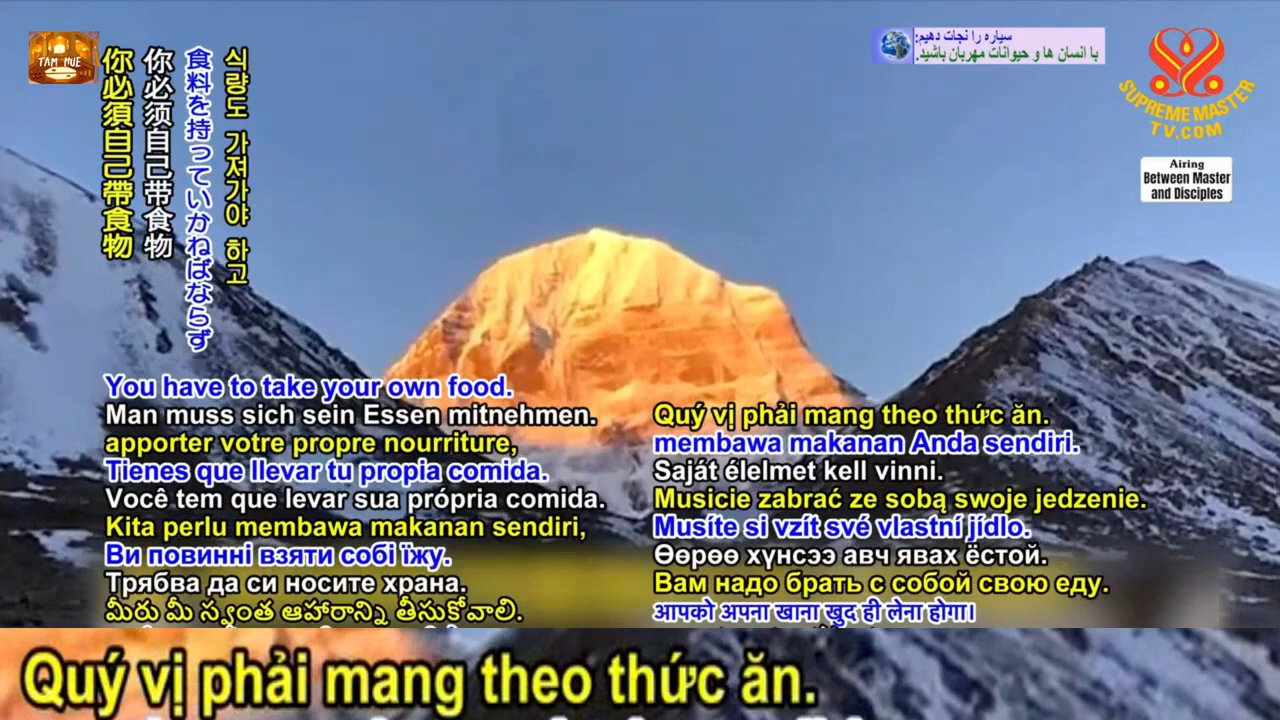 TAM HUE
你必須自己帶食物
你必须自己带食物
食料を持っていかねばならず
식량도 가져가야 하고
سیاره را نجات دهیم:
با انسان ها و حیوانات مهربان باشید.
SUPREME MASTER
TV.COM
Airing
Between Master
and Disciples
You have to take your own food.
Man muss sich sein Essen mitnehmen.
apporter votre propre nourriture,
Tienes que llevar tu propia comida.
Você tem que levar sua própria comida.
Kita perlu membawa makanan sendiri,
Ви повинні взяти собі їжу.
Трябва да си носите храна.
మీరు మీ స్వంత ఆహారాన్ని తీసుకోవాలి.
Quý vị phải mang theo thức ăn.
membawa makanan Anda sendiri.
Saját élelmet kell vinni.
Musicie zabrać ze sobą swoje jedzenie.
Musíte si vzít své vlastní jídlo.
Өөрөө хүнсээ авч явах ёстой.
Вам надо брать с собой свою еду.
आपको अपना खाना खुद ही लेना होगा।
Quý vị phải mang theo thức ăn.